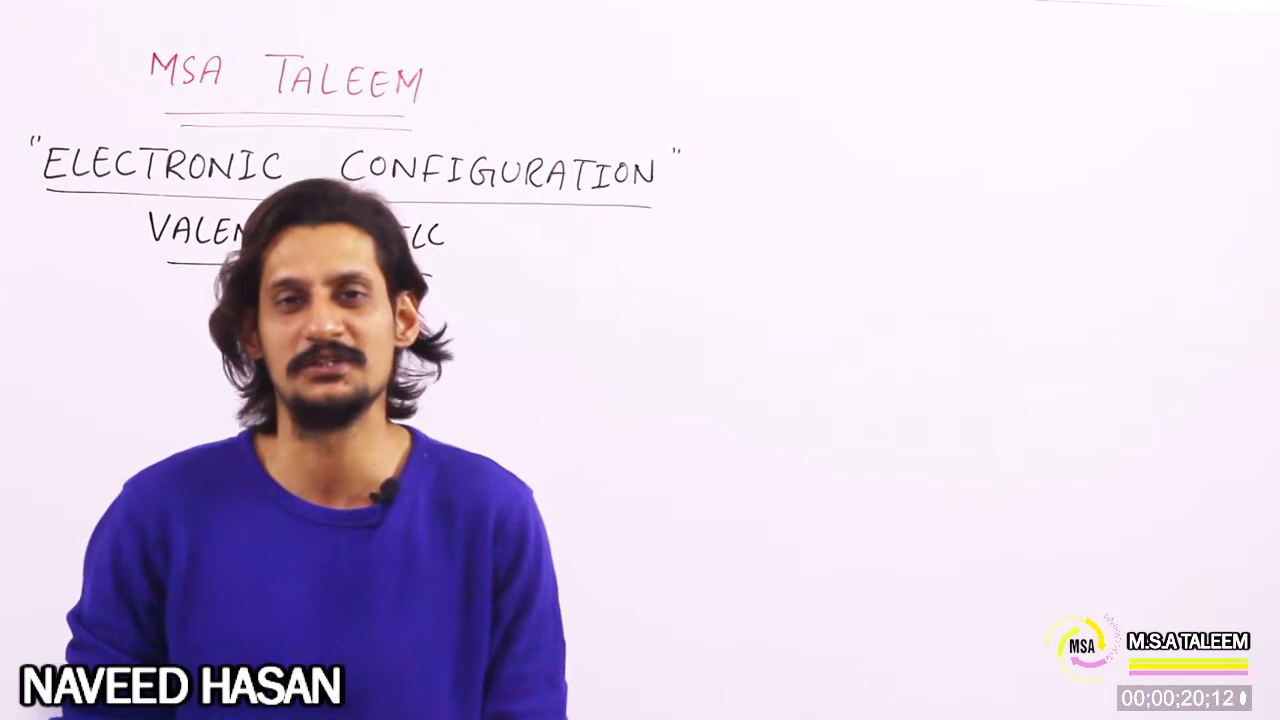 MSA TALEEM
"ELECTRONIC CONFIGURATION"
NAVEED HASAN
MSA
M.S.A TALEEM
00;00;20;12